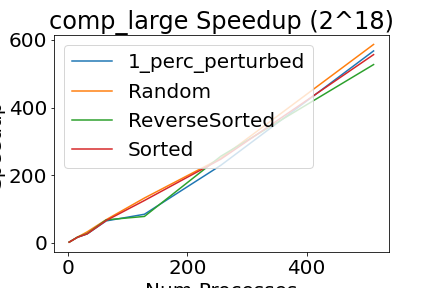 comp_large Speedup (2^18)
600
400
200
0
1_perc_perturbed
Random
ReverseSorted
Sorted
0 200 400
Num Processes